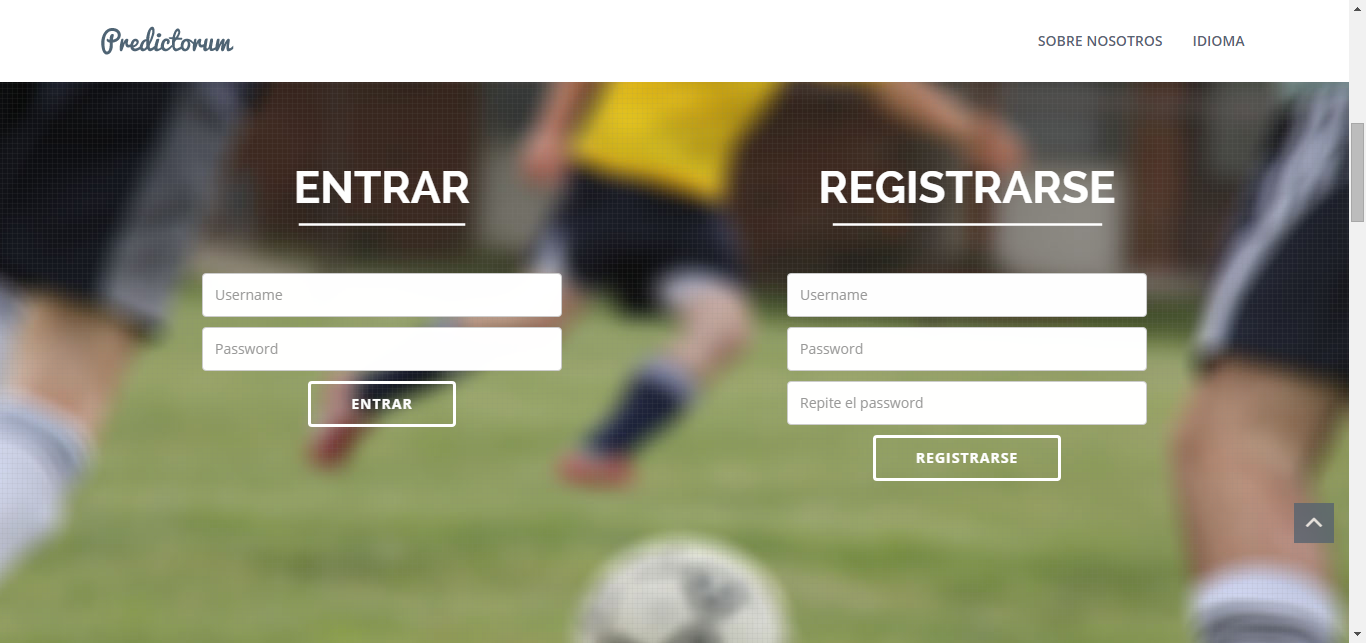 Predictorum
SOBRE NOSOTROS
IDIOMA
ENTRAR
Username
Password
ENTRAR
REGISTRARSE
Username
Password
Repite el password
REGISTRARSE